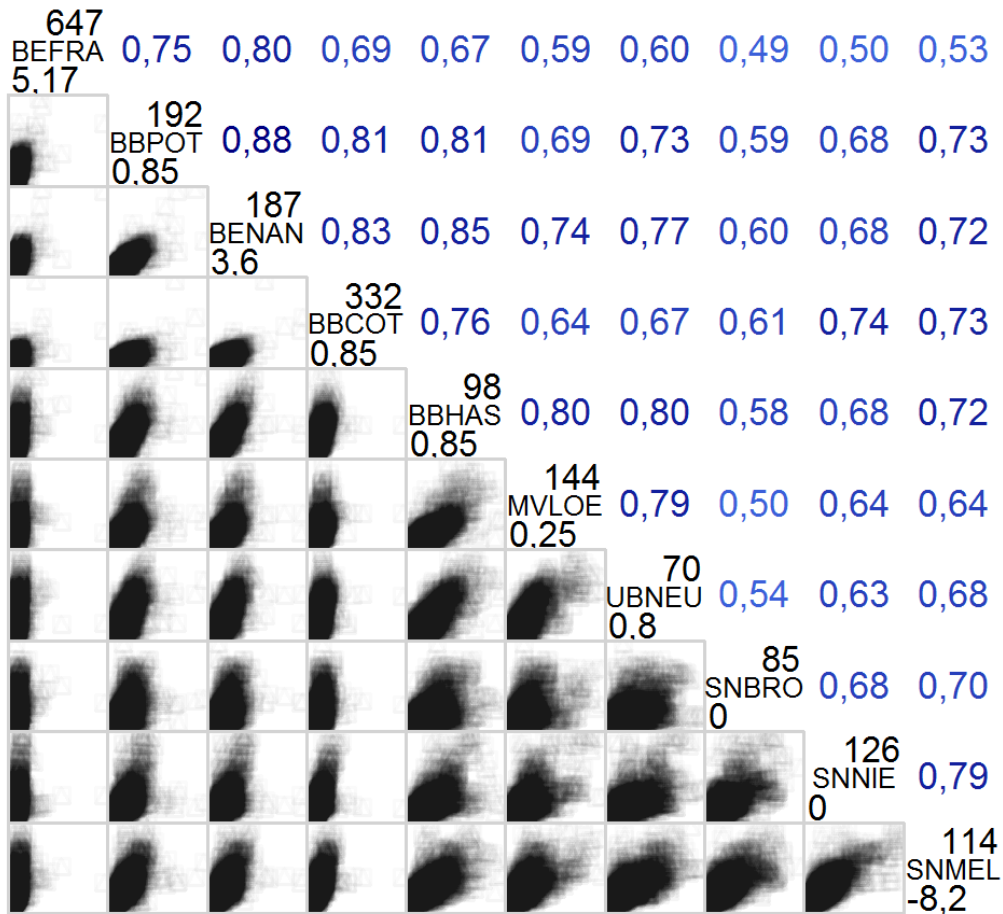 647
BEFRA 0,75 0,80 0,69 0,67 0,59 0,60 0,49 0,50 0,53
5,17
192
BBPOT 0,88 0,81 0,81 0,69 0,73 0,59 0,68 0,73
0,85
187
BENAN 0,83 0,85 0,74 0,77 0,60 0,68 0,72
3,6
332
BBCOT 0,76 0,64 0,67 0,61 0,74 0,73
0,85
98
BBHAS 0,80 0,80 0,58 0,68 0,72
0,85
144
MVLOE 0,79 0,50 0,64 0,64
0,25
70
UBNEU 0,54 0,63 0,68
0,8
85
SNBRO 0,68 0,70
0
126
SNNIE 0,79
0
114
SNMEL
-8,2